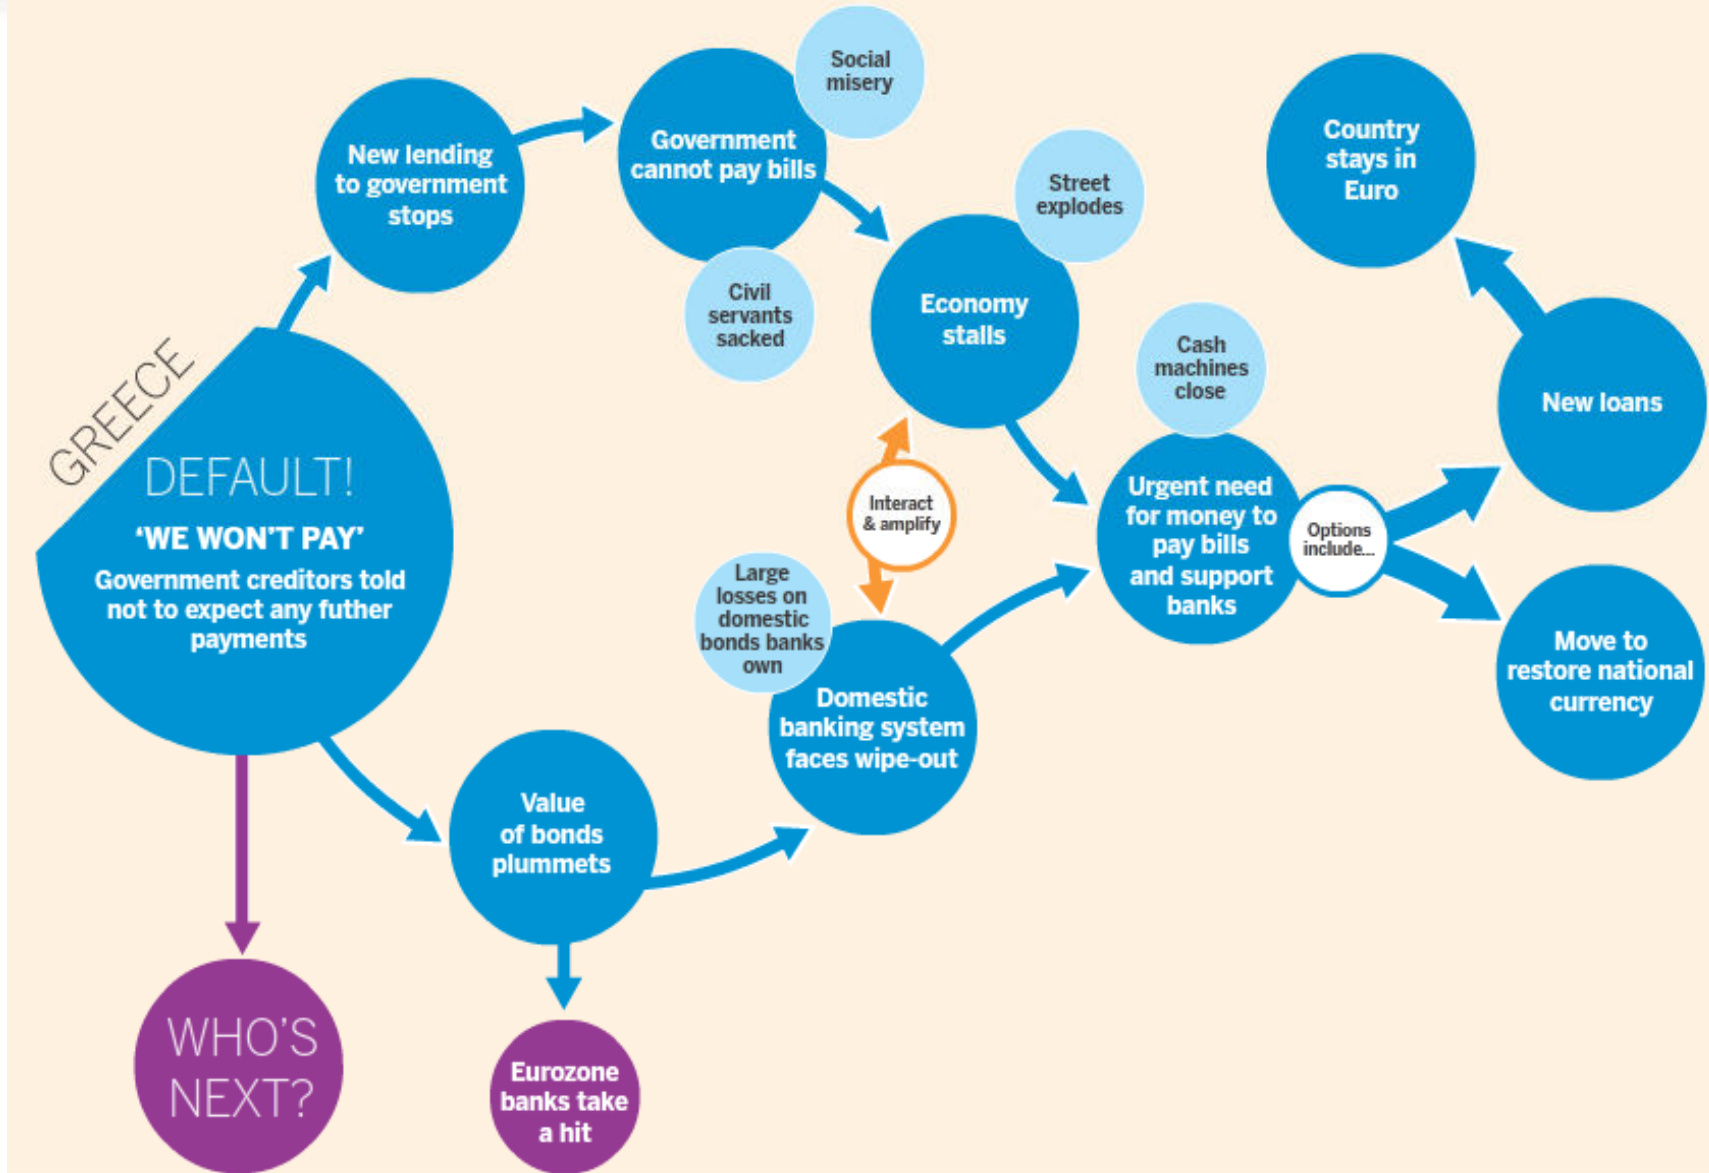 GREECE
DEFAULT!
‘WE WON’T PAY’
Government creditors told
not to expect any futher
payments
New lending
to government
stops
Government
cannot pay bills
Social
misery
Civil
servants
sacked
Economy
stalls
Street
explodes
Interact
& amplify
Value
of bonds
plummets
Large
losses on
domestic
bonds banks
own
Domestic
banking system
faces wipe-out
Cash
machines
close
Urgent need
for money to
pay bills
and support
banks
Options
include...
New loans
Country
stays in
Euro
Move to
restore national
currency
WHO’S
NEXT?
Eurozone
banks take
a hit